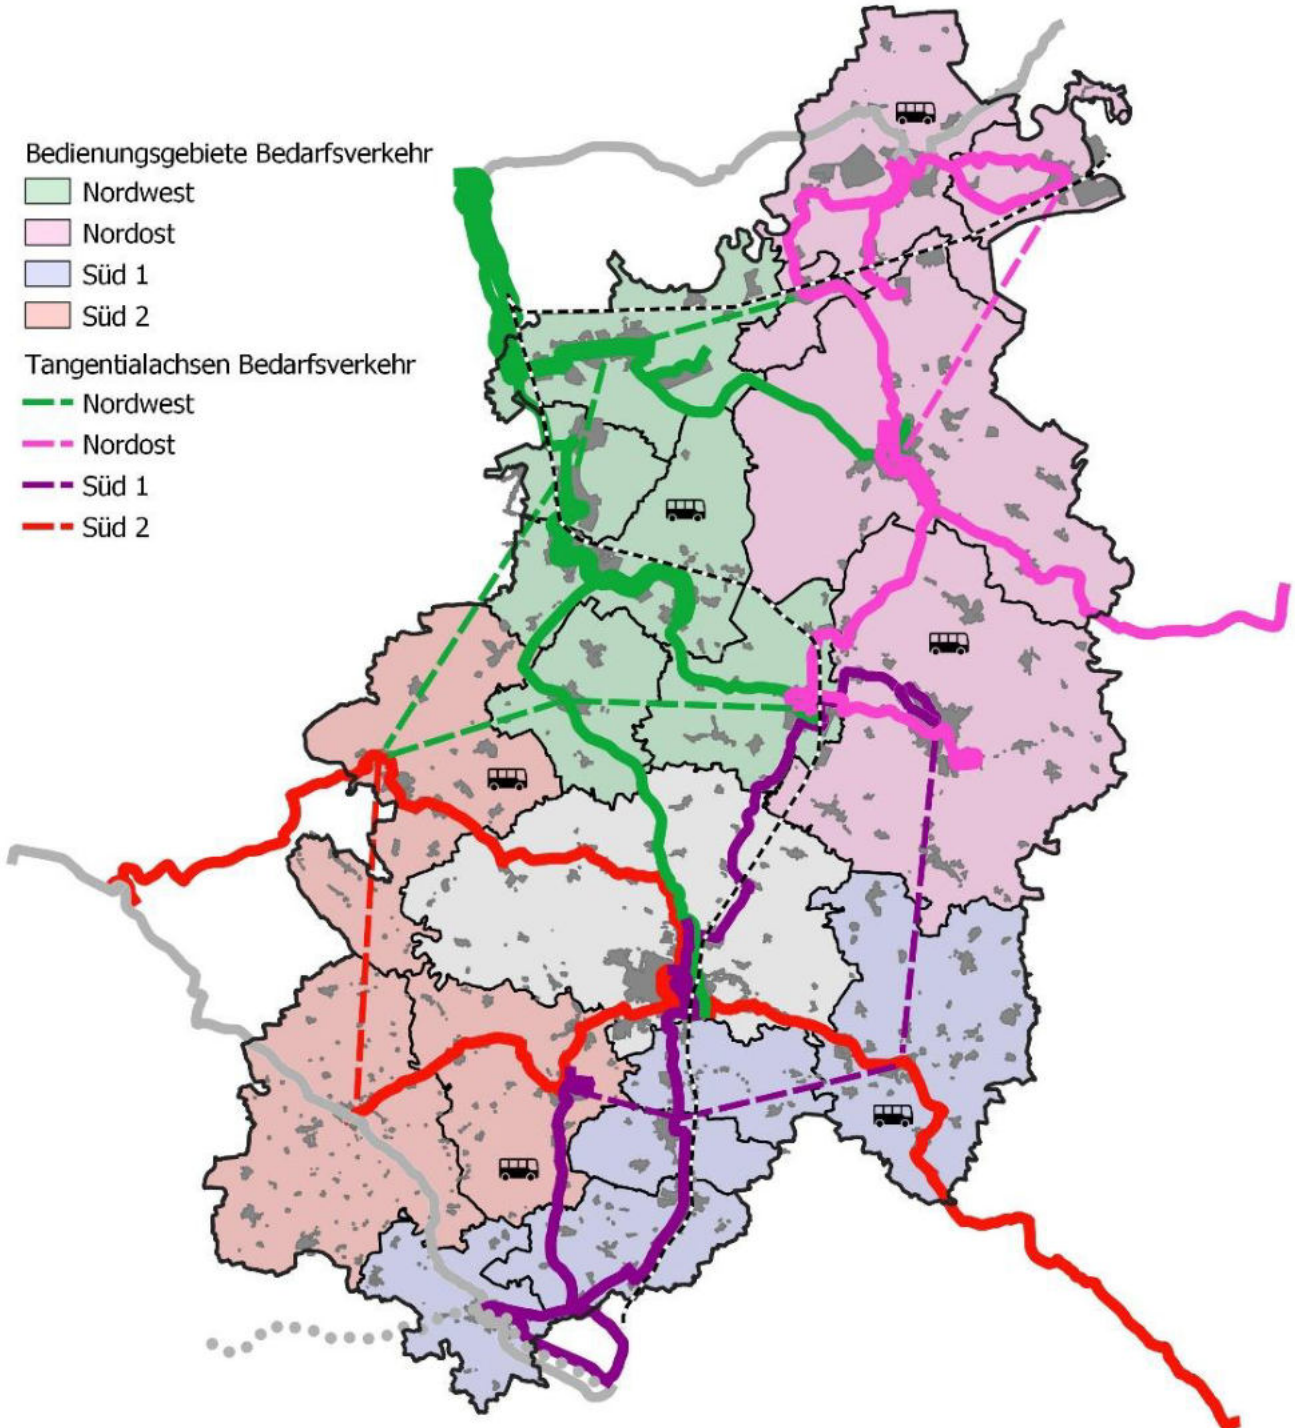 Bedienungsgebiete Bedarfsverkehr
Nordwest
Nordost
Süd 1
Süd 2
Tangentialachsen Bedarfsverkehr
Nordwest
Nordost
Süd 1
Süd 2